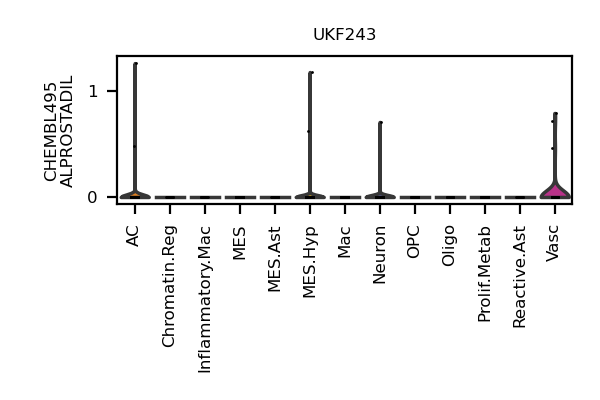 UKF243
CHEMBL495
ALPROSTADIL
1
0
AC
Chromatin.Reg
Inflammatory.Mac
MES
MES.Ast
MES.Hyp
Mac
Neuron
OPC
Oligo
Prolif.Metab
Reactive.Ast
Vasc